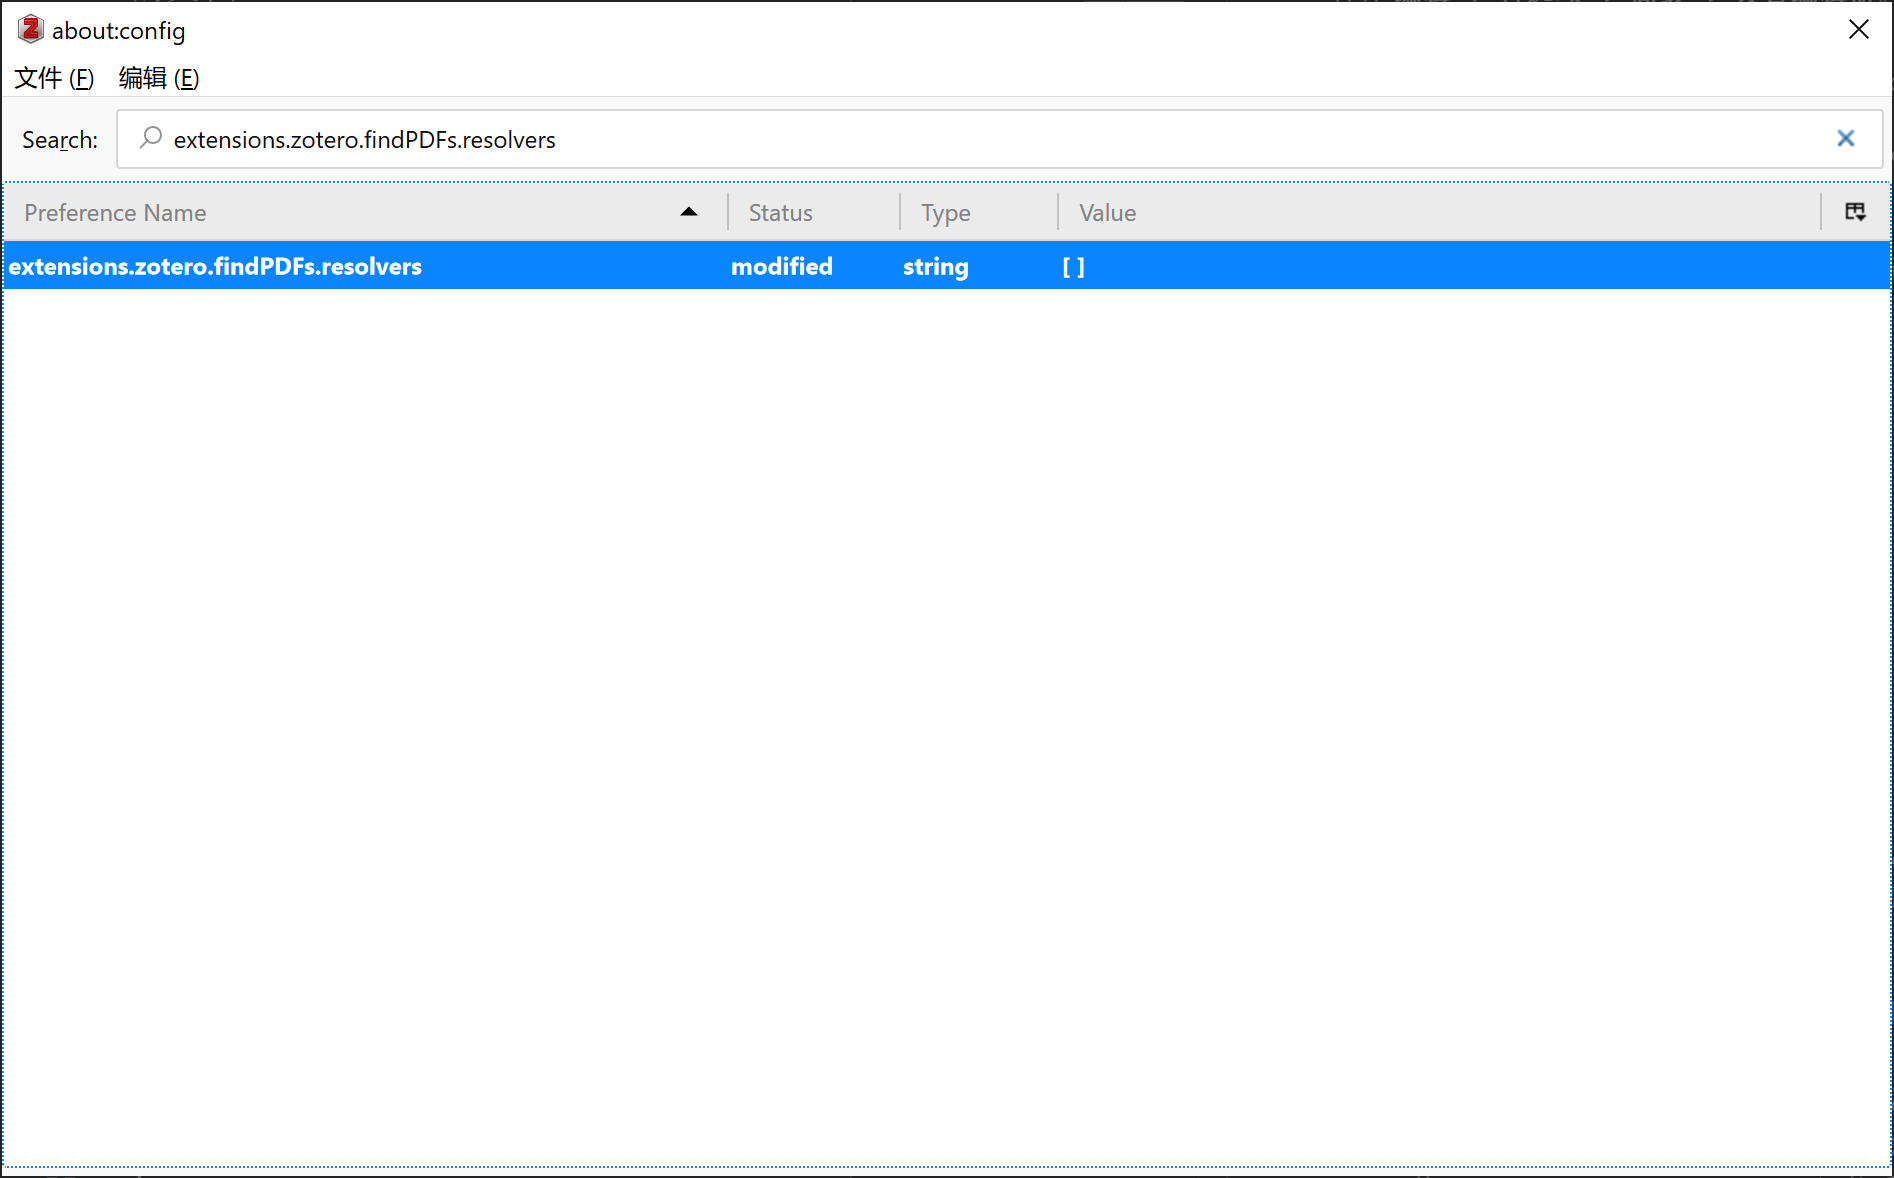 about:config
文件 (F) 编辑 (E)
Search: extensions.zotero.findPDFs.resolvers
Preference Name Status Type Value
extensions.zotero.findPDFs.resolvers modified string [ ]